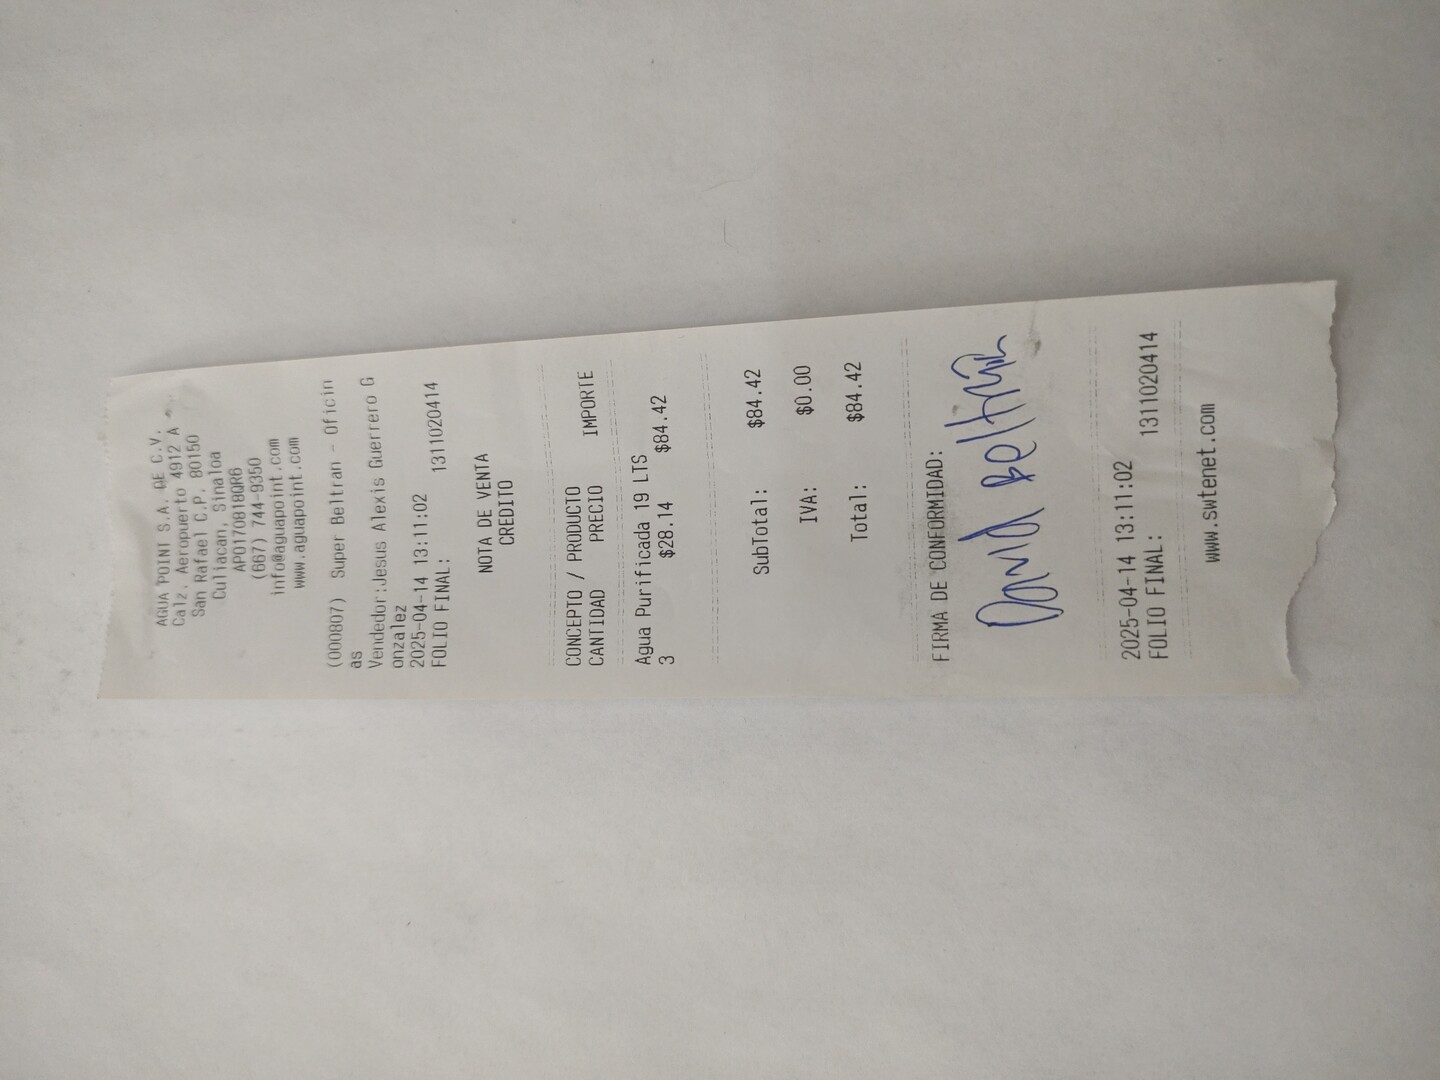 AGUA POINT S.A. DE C.V.
Calz. Aeropuerto 4912 A
San Rafael C.P. 80150
Culiacan, Sinaloa
APO1708180R6
(667) 744-9350
info@aguapoint.com
www.aguapoint.com
(000807) Super Beltran - Oficin
as
Vendedor:Jesus Alexis Guerrero G
onzalez
2025-04-14 13:11:02
FOLIO FINAL: 1311020414
NOTA DE VENTA
CREDITO
CONCEPTO / PRODUCTO
CANTIDAD PRECIO IMPORTE
Agua Purificada 19 LTS
3 $28.14 $84.42
SubTotal: $84.42
IVA: $0.00
Total: $84.42
FIRMA DE CONFORMIDAD:
David Beltrán
2025-04-14 13:11:02
FOLIO FINAL: 1311020414
www.swtenet.com